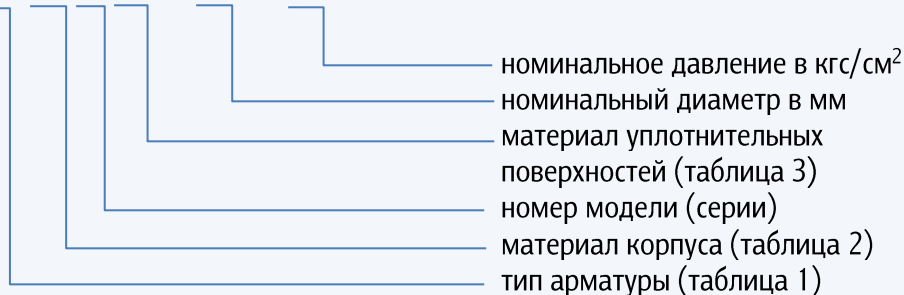 номинальное давление в кгс/см²
номинальный диаметр в мм
материал уплотнительных
поверхностей (таблица 3)
номер модели (серии)
материал корпуса (таблица 2)
тип арматуры (таблица 1)